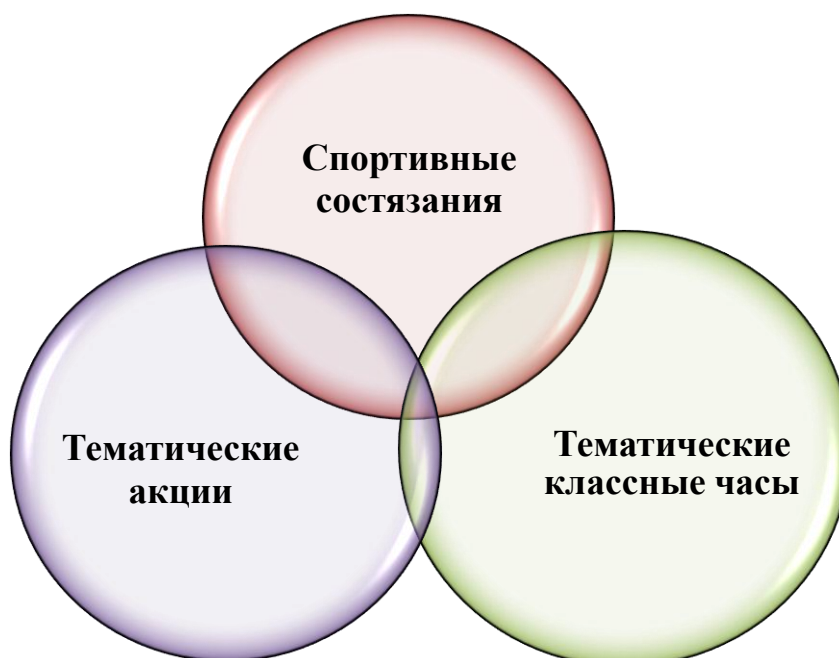 Спортивные
состязания
Тематические
акции
Тематические
классные часы